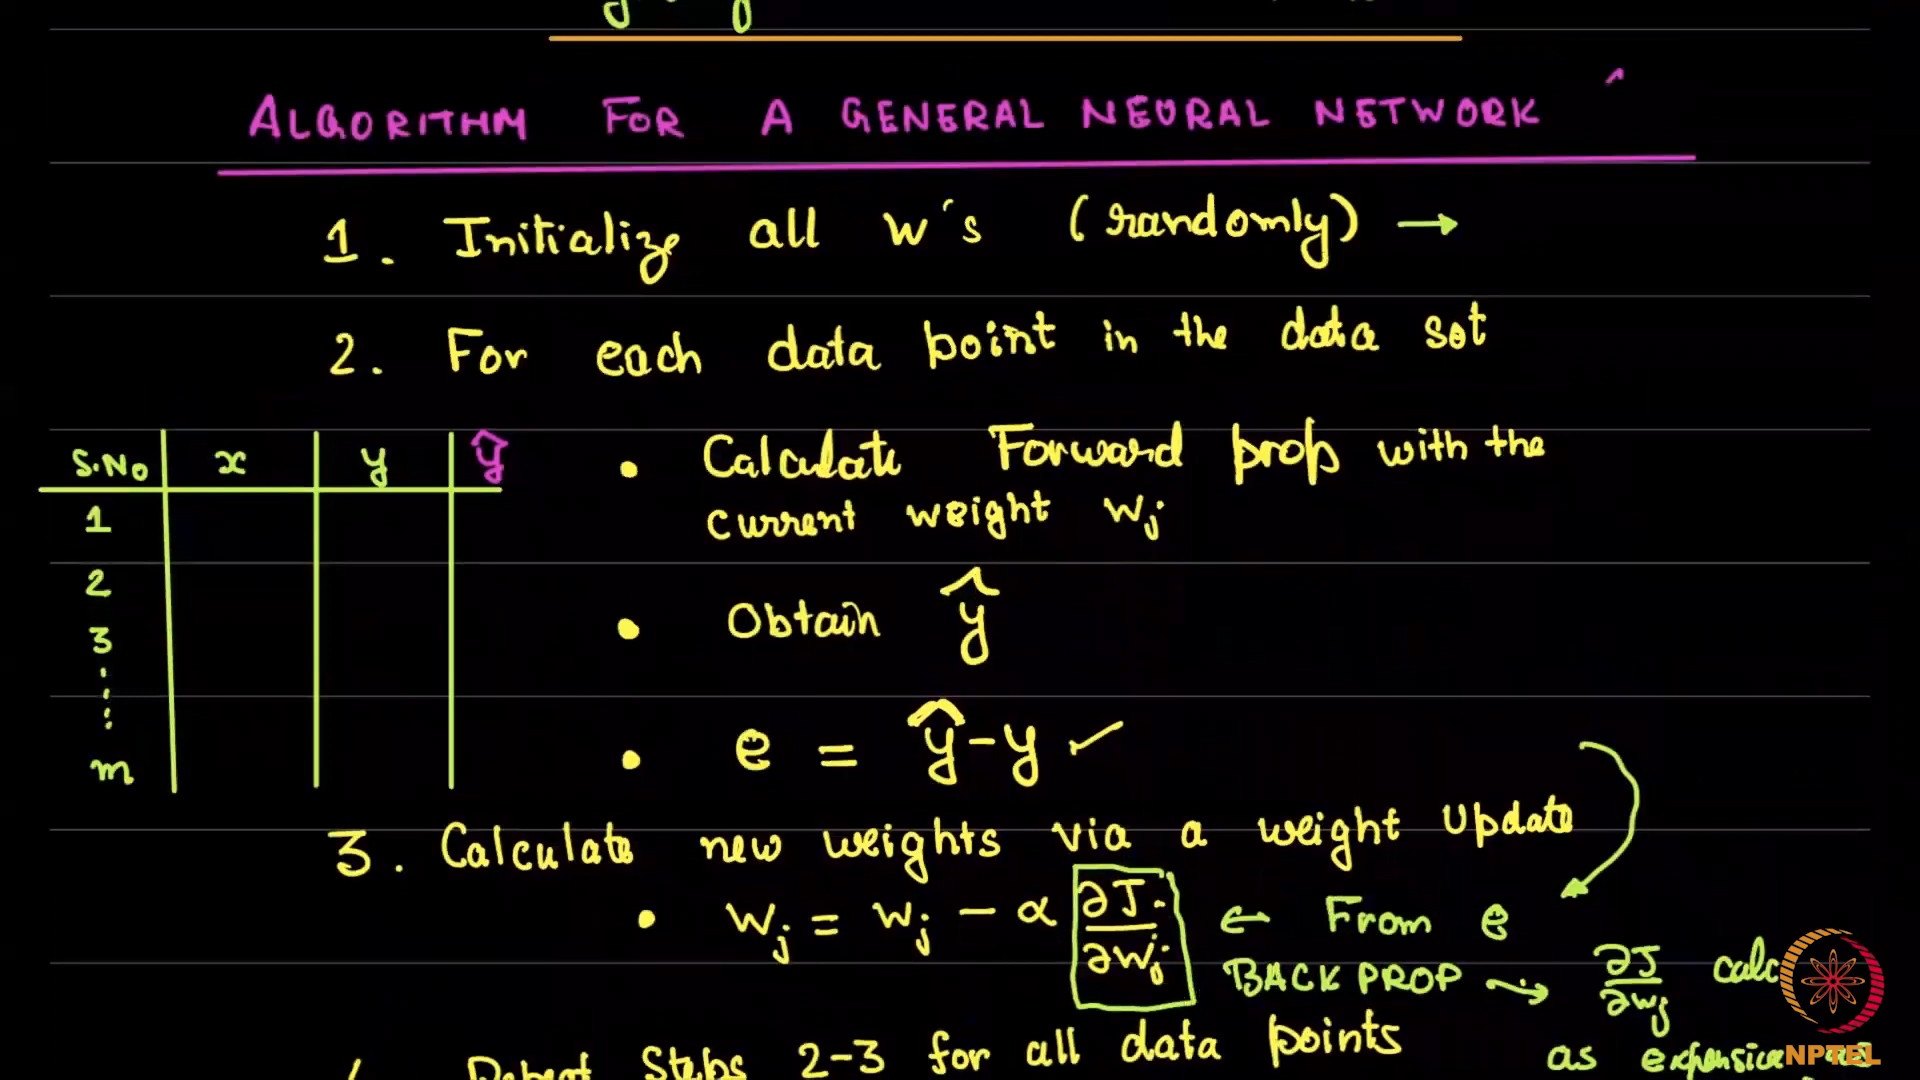 ALGORITHM FOR A GENERAL NEURAL NETWORK
1. Initialize all w's (randomly) →
2. For each data point in the data set
S.No | x | y | ŷ
1
2
3
⋮
m
• Calculate Forward prop with the
current weight wj
• Obtain ŷ
• e = ŷ - y ✓
3. Calculate new weights via a weight update
• wj = wj - α ∂J/∂wj ← From e
BACK PROP → ∂J/∂wj calc
Repeat Steps 2-3 for all data points
as
NPTEL